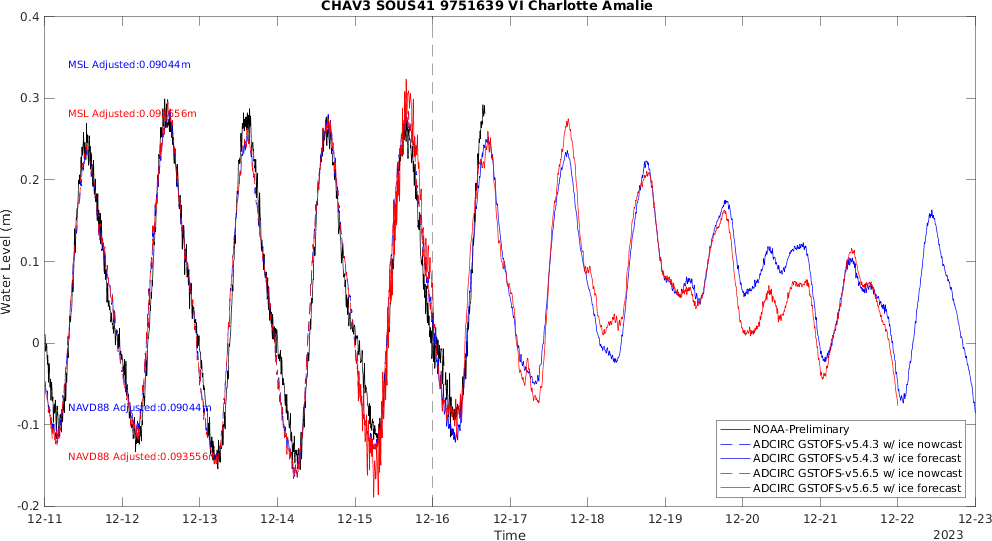 CHAV3 SOUS41 9751639 VI Charlotte Amalie
0.4
MSL Adjusted:0.09044m
0.3
MSL Adjusted:0.093556m
0.2
Water Level (m)
0.1
0
NAVD88 Adjusted:0.09044m
-0.1
NAVD88 Adjusted:0.093556m
NOAA-Preliminary
ADCIRC GSTOFS-v5.4.3 w/ ice nowcast
ADCIRC GSTOFS-v5.4.3 w/ ice forecast
ADCIRC GSTOFS-v5.6.5 w/ ice nowcast
ADCIRC GSTOFS-v5.6.5 w/ ice forecast
-0.2
12-11 12-12 12-13 12-14 12-15 12-16 12-17 12-18 12-19 12-20 12-21 12-22 12-23
Time
2023